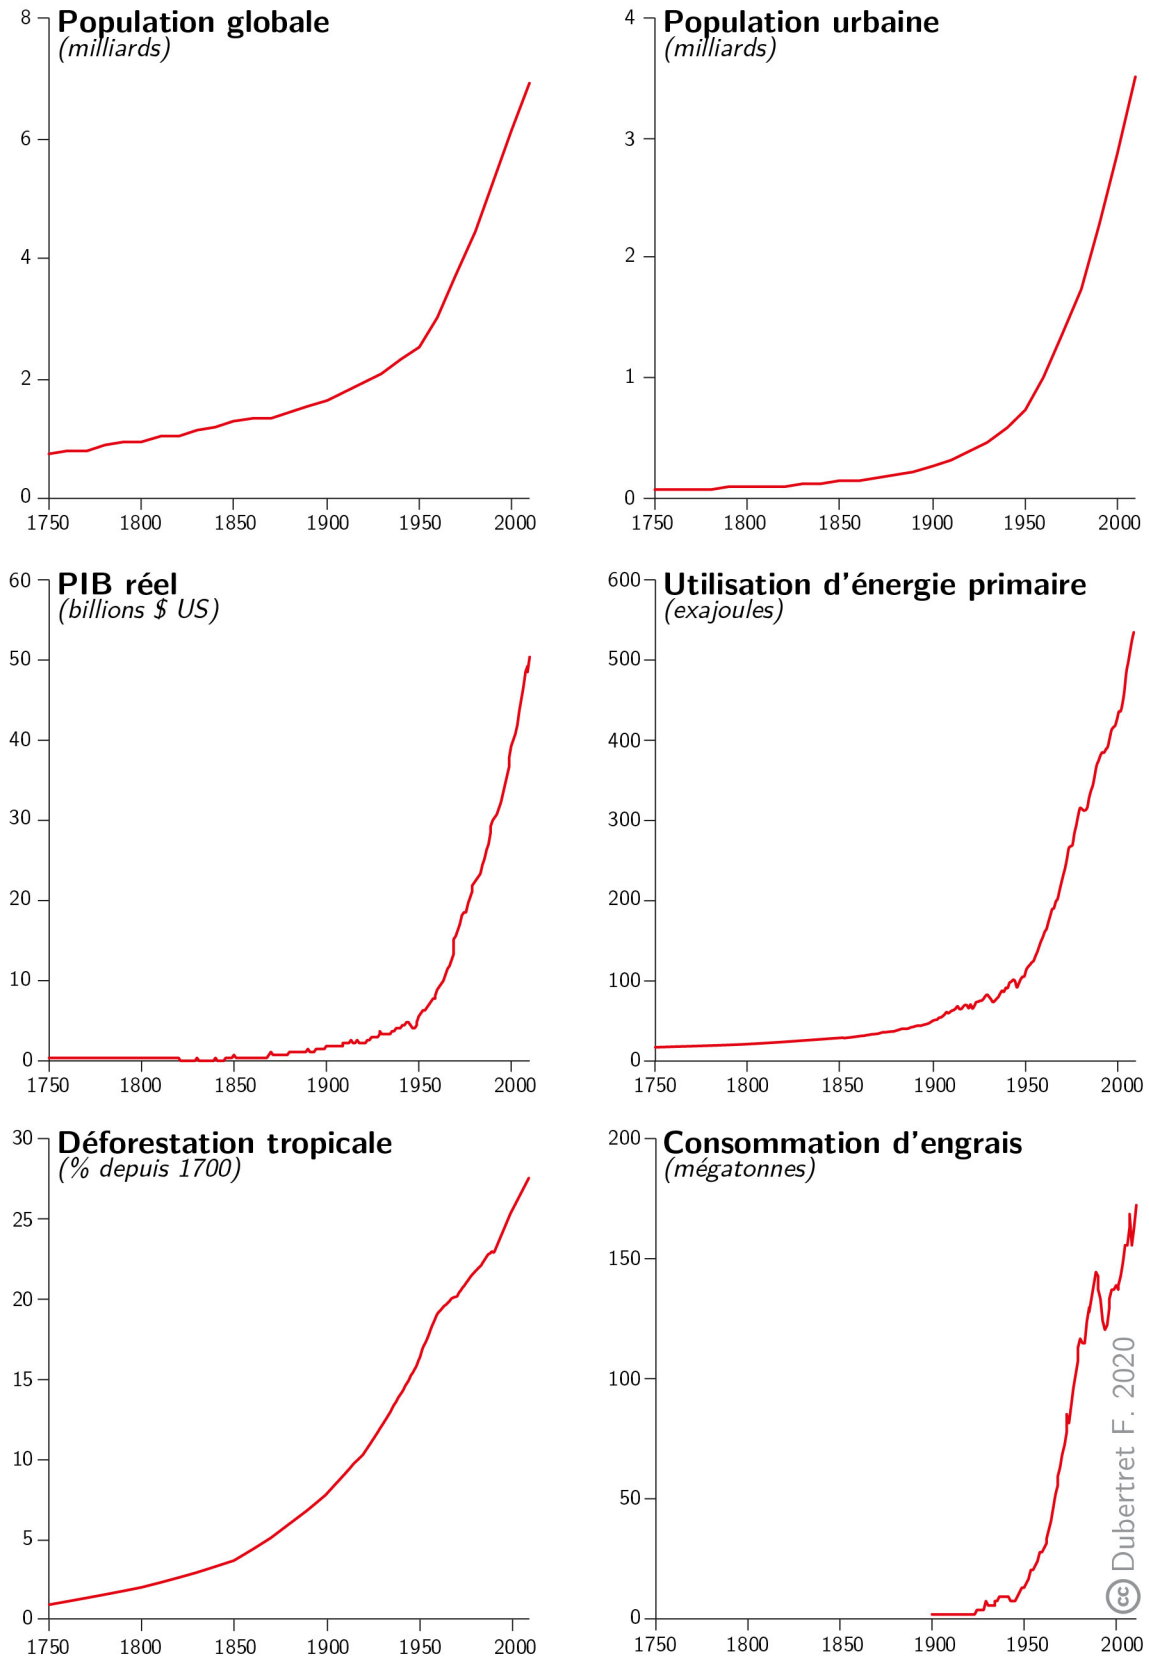 Population globale
(milliards)
8
6
4
2
0
1750 1800 1850 1900 1950 2000
Population urbaine
(milliards)
4
3
2
1
0
1750 1800 1850 1900 1950 2000
PIB réel
(billions $ US)
60
50
40
30
20
10
0
1750 1800 1850 1900 1950 2000
Utilisation d'énergie primaire
(exajoules)
600
500
400
300
200
100
0
1750 1800 1850 1900 1950 2000
Déforestation tropicale
(% depuis 1700)
30
25
20
15
10
5
0
1750 1800 1850 1900 1950 2000
Consommation d'engrais
(mégatonnes)
200
150
100
50
0
1750 1800 1850 1900 1950 2000
cc Dubertret F. 2020